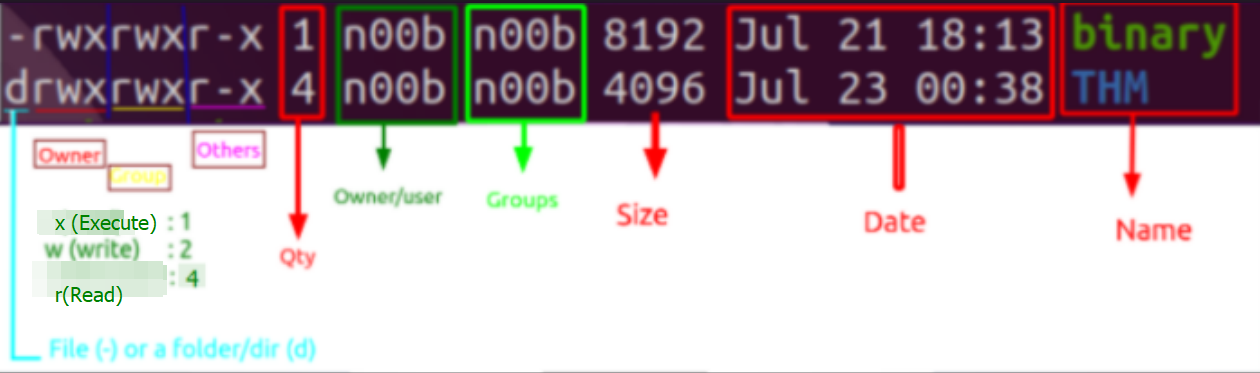 -rwxrwxr-x 1 n00b n00b 8192 Jul 21 18:13 binary
drwxrwxr-x 4 n00b n00b 4096 Jul 23 00:38 THM
Owner
Group
Others
Owner/user
Groups
Size
Date
Name
Qty
x (Execute) : 1
w (write) : 2
: 4
r(Read)
File (-) or a folder/dir (d)